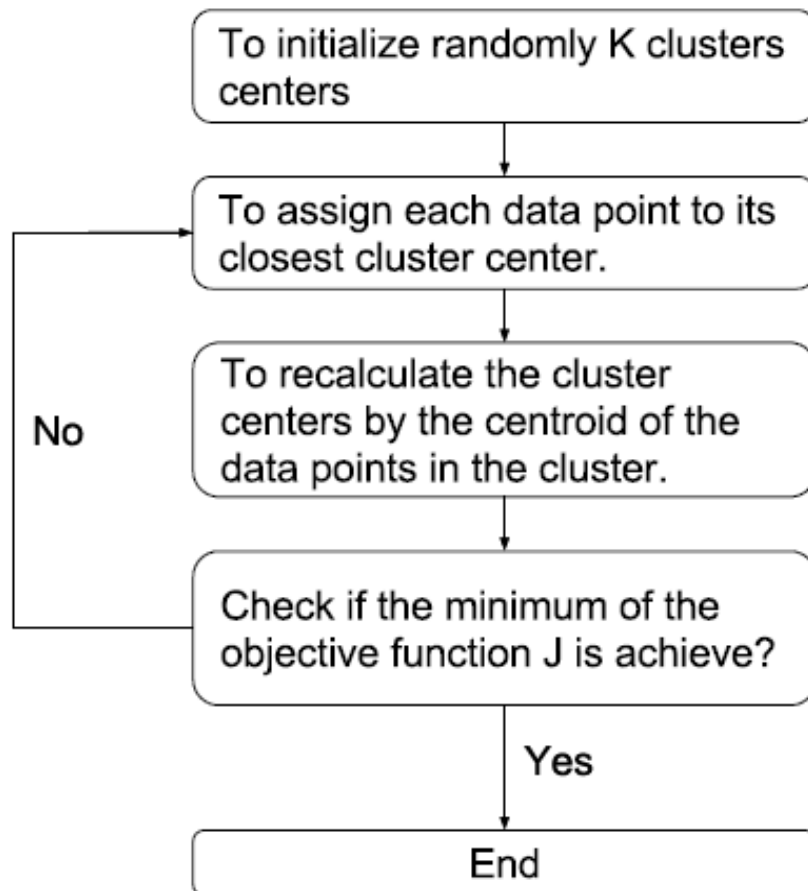 To initialize randomly K clusters
centers
To assign each data point to its
closest cluster center.
To recalculate the cluster
centers by the centroid of the
data points in the cluster.
No
Check if the minimum of the
objective function J is achieve?
Yes
End